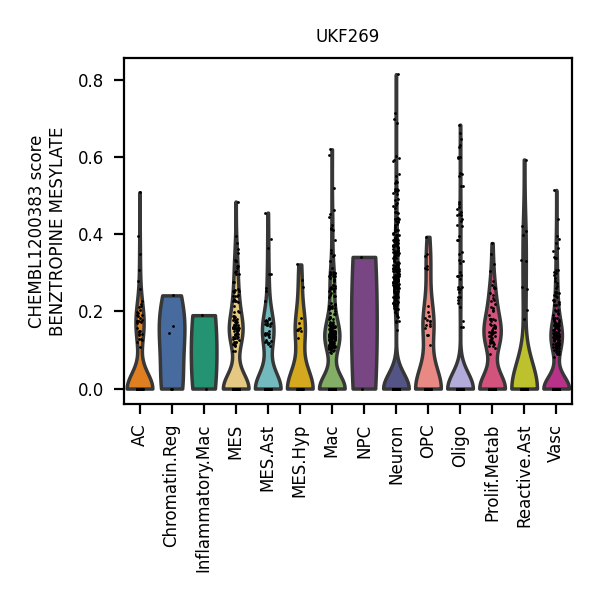 UKF269
CHEMBL1200383 score
BENZTROPINE MESYLATE
0.8
0.6
0.4
0.2
0.0
AC
Chromatin.Reg
Inflammatory.Mac
MES
MES.Ast
MES.Hyp
Mac
NPC
Neuron
OPC
Oligo
Prolif.Metab
Reactive.Ast
Vasc